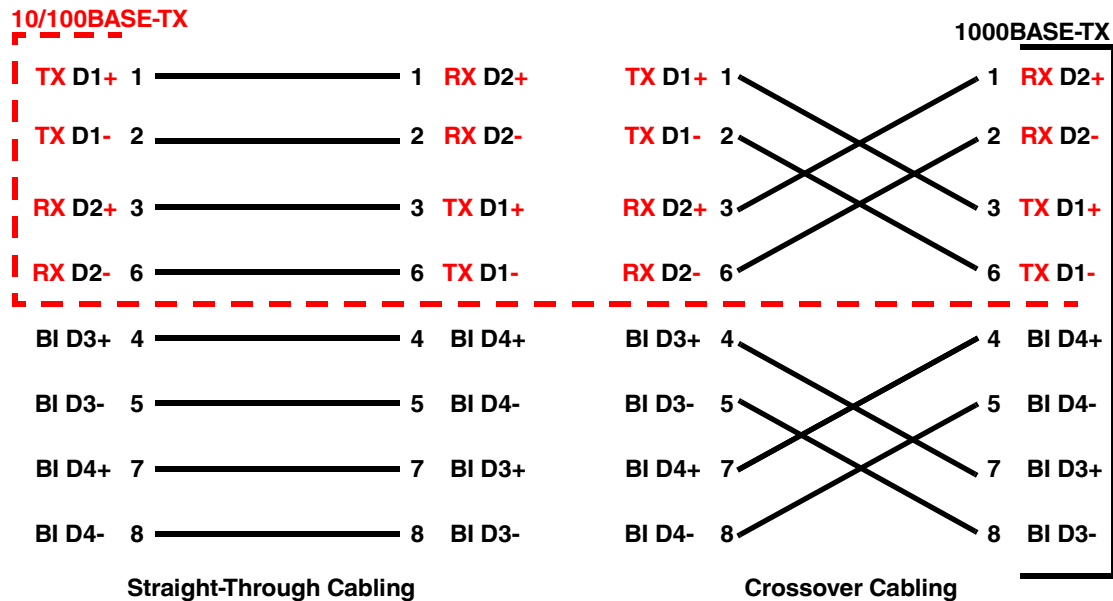 10/100BASE-TX
1000BASE-TX
TX D1+ 1 1 RX D2+ TX D1+ 1 1 RX D2+
TX D1- 2 2 RX D2- TX D1- 2 2 RX D2-
RX D2+ 3 3 TX D1+ RX D2+ 3 3 TX D1+
RX D2- 6 6 TX D1- RX D2- 6 6 TX D1-
BI D3+ 4 4 BI D4+ BI D3+ 4 4 BI D4+
BI D3- 5 5 BI D4- BI D3- 5 5 BI D4-
BI D4+ 7 7 BI D3+ BI D4+ 7 7 BI D3+
BI D4- 8 8 BI D3- BI D4- 8 8 BI D3-
Straight-Through Cabling Crossover Cabling